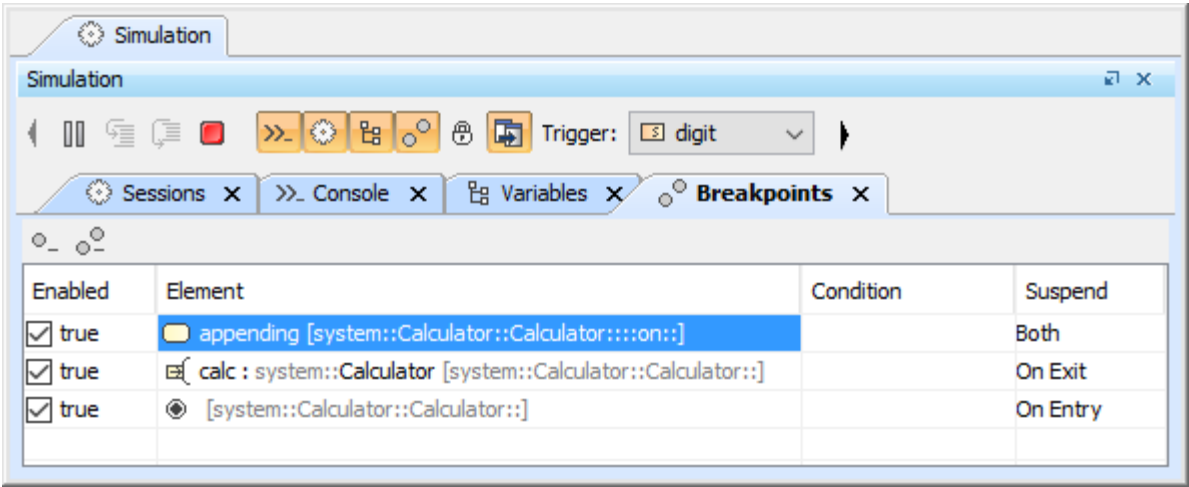 Simulation
Simulation
Trigger: digit
Sessions Console Variables Breakpoints
Enabled Element Condition Suspend
true appending [system::Calculator::Calculator::::on::] Both
true calc : system::Calculator [system::Calculator::Calculator::] On Exit
true [system::Calculator::Calculator::] On Entry